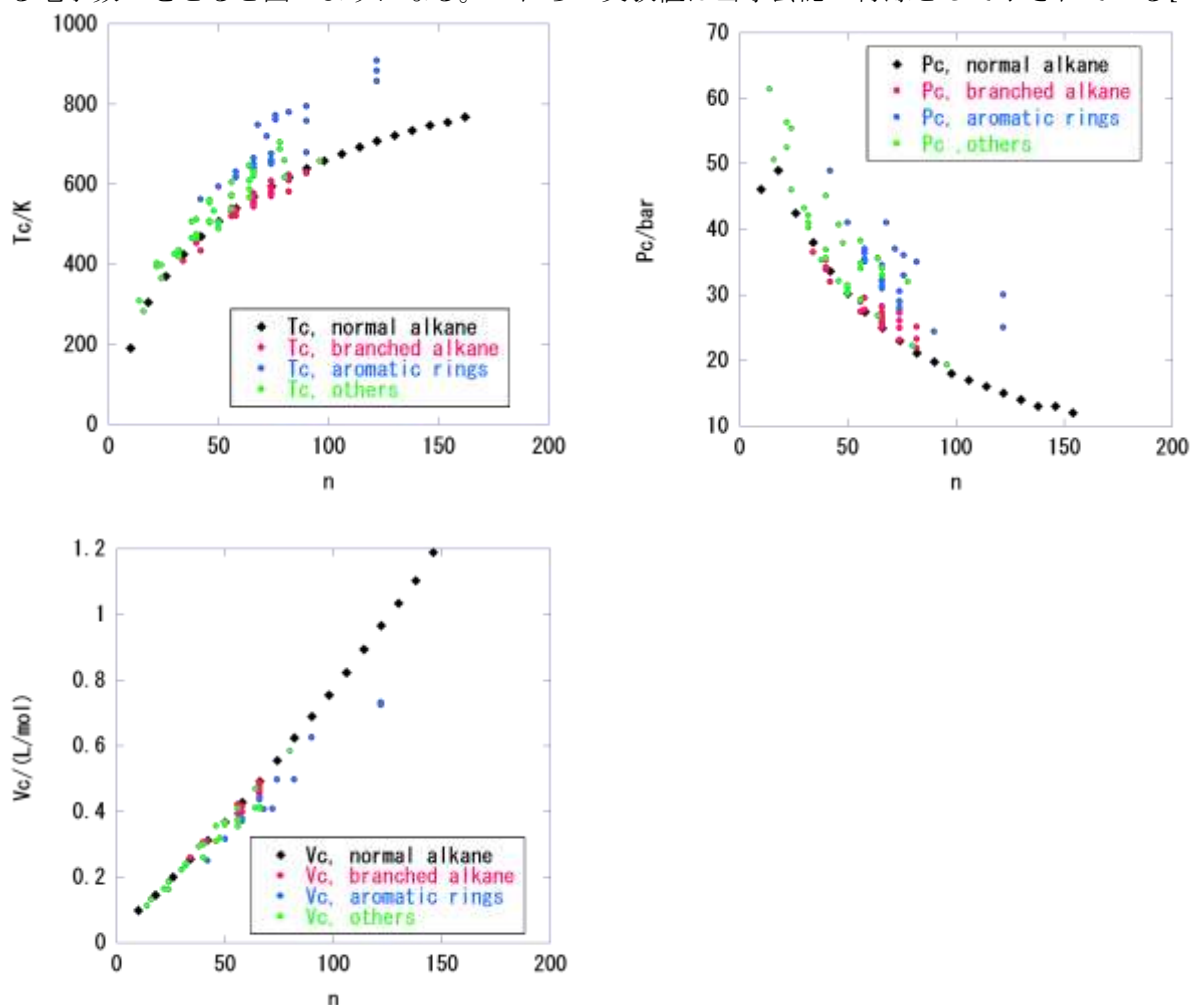 1000
800
600
400
200
0
Tc/K
Tc, normal alkane
Tc, branched alkane
Tc, aromatic rings
Tc, others
0 50 100 150 200
n
70
60
50
40
30
20
10
Pc/bar
Pc, normal alkane
Pc, branched alkane
Pc, aromatic rings
Pc ,others
0 50 100 150 200
n
1.2
1
0.8
0.6
0.4
0.2
0
Vc/(L/mol)
Vc, normal alkane
Vc, branched alkane
Vc, aromatic rings
Vc, others
0 50 100 150 200
n